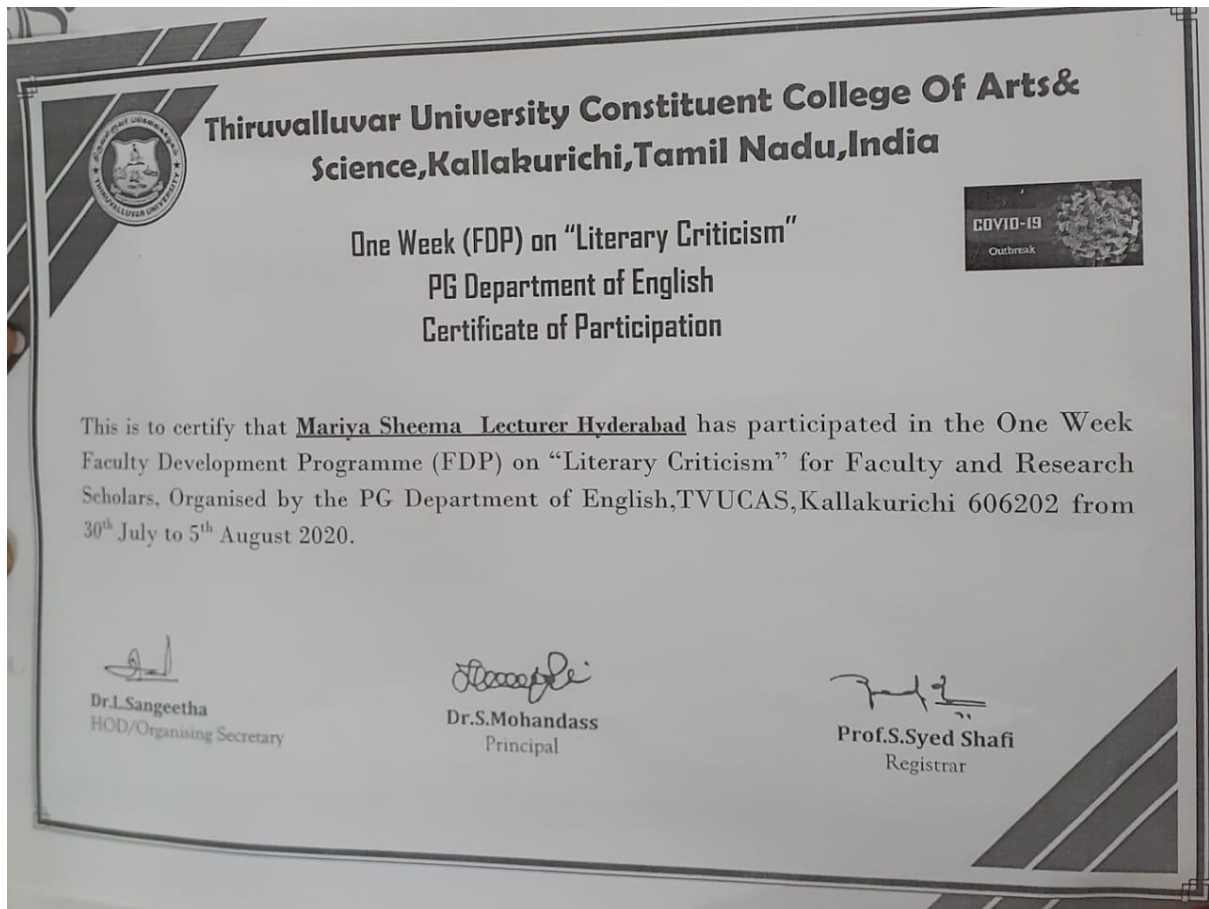 Thiruvalluvar University Constituent College Of Arts&
Science,Kallakurichi,Tamil Nadu,India
THIRUVALLUVAR UNIVERSITY
COVID-19
Outbreak
One Week (FDP) on “Literary Criticism”
PG Department of English
Certificate of Participation
This is to certify that Mariya Sheema Lecturer Hyderabad has participated in the One Week
Faculty Development Programme (FDP) on “Literary Criticism” for Faculty and Research
Scholars, Organised by the PG Department of English,TVUCAS,Kallakurichi 606202 from
30th July to 5th August 2020.
Dr.L.Sangeetha
HOD/Organising Secretary
Dr.S.Mohandass
Principal
Prof.S.Syed Shafi
Registrar